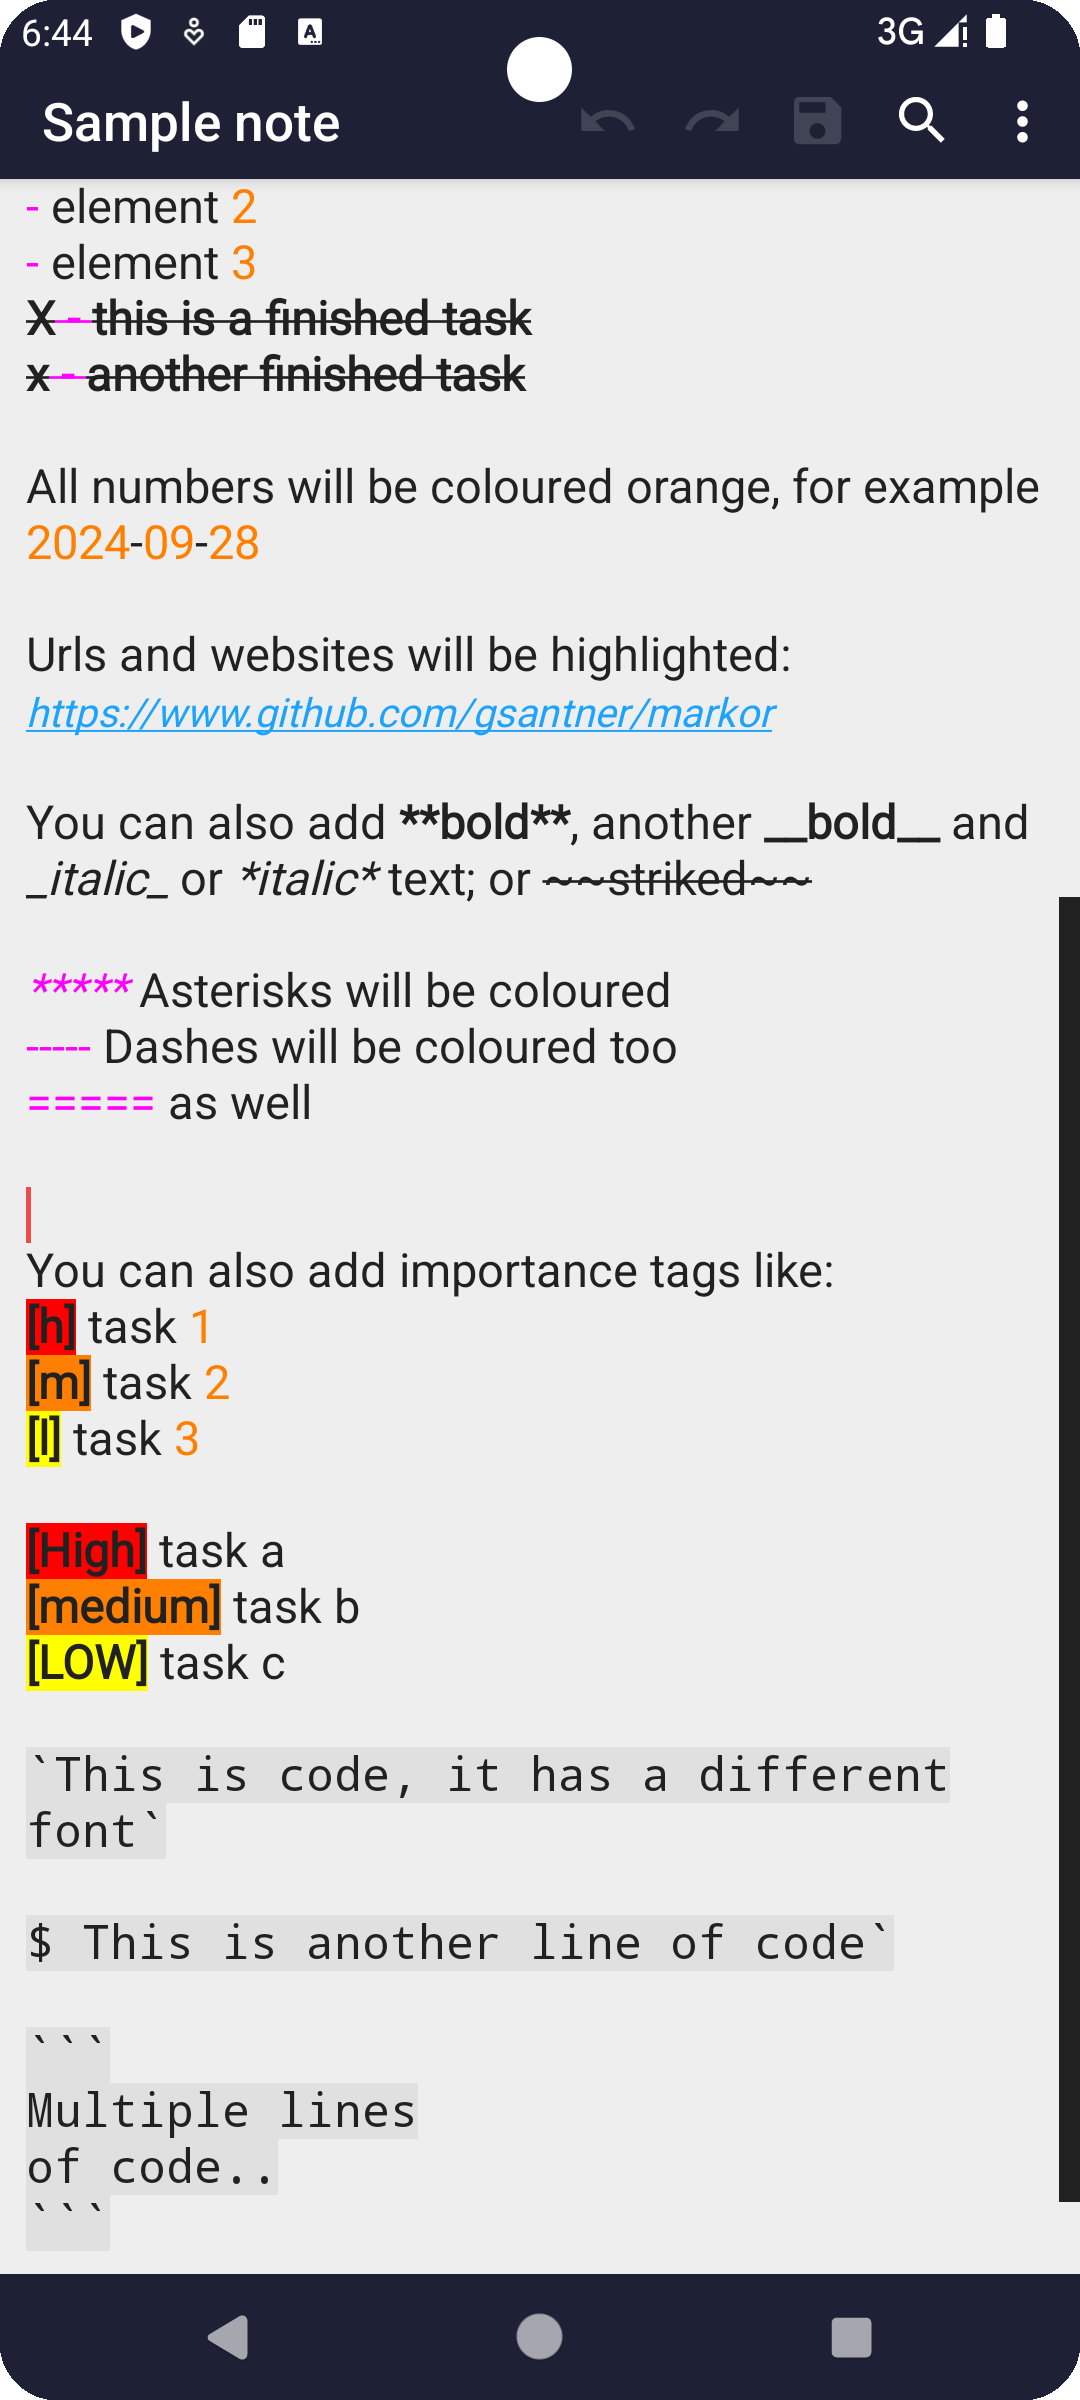 6:44
3G
Sample note
- element 2
- element 3
X - this is a finished task
x - another finished task
All numbers will be coloured orange, for example
2024-09-28
Urls and websites will be highlighted:
https://www.github.com/gsantner/markor
You can also add **bold**, another __bold__ and
_italic_ or *italic* text; or ~~striked~~
***** Asterisks will be coloured
----- Dashes will be coloured too
===== as well
You can also add importance tags like:
[h] task 1
[m] task 2
[l] task 3
[High] task a
[medium] task b
[LOW] task c
`This is code, it has a different
font`
$ This is another line of code`
```
Multiple lines
of code..
```